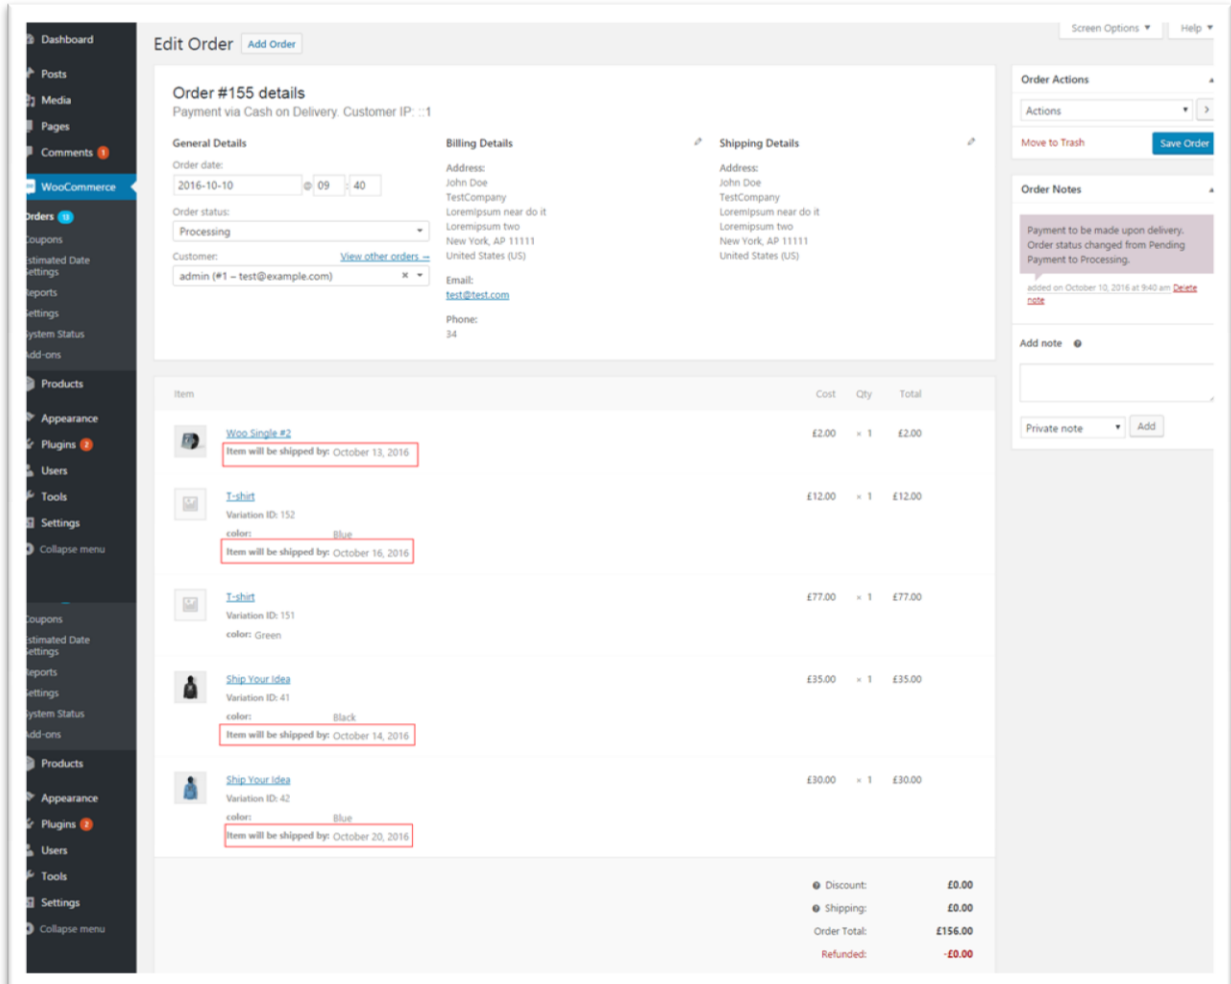 Dashboard
Posts
Media
Pages
Comments 1
WooCommerce
Orders 13
Coupons
Estimated Date
Settings
Reports
Settings
System Status
Add-ons
Products
Appearance
Plugins 2
Users
Tools
Settings
Collapse menu
Coupons
Estimated Date
Settings
Reports
Settings
System Status
Add-ons
Products
Appearance
Plugins 2
Users
Tools
Settings
Collapse menu
Screen Options ▼ Help ▼
Edit Order Add Order
Order #155 details
Payment via Cash on Delivery. Customer IP: ::1
General Details
Order date:
2016-10-10 @ 09 : 40
Order status:
Processing
Customer: View other orders →
admin (#1 – test@example.com) ×
Billing Details
Address:
John Doe
TestCompany
LoremIpsum near do it
Loremipsum two
New York, AP 11111
United States (US)
Email:
test@test.com
Phone:
34
Shipping Details
Address:
John Doe
TestCompany
LoremIpsum near do it
Loremipsum two
New York, AP 11111
United States (US)
Item Cost Qty Total
Woo Single #2 £2.00 × 1 £2.00
Item will be shipped by: October 13, 2016
T-shirt £12.00 × 1 £12.00
Variation ID: 152
color: Blue
Item will be shipped by: October 16, 2016
T-shirt £77.00 × 1 £77.00
Variation ID: 151
color: Green
Ship Your Idea £35.00 × 1 £35.00
Variation ID: 41
color: Black
Item will be shipped by: October 14, 2016
Ship Your Idea £30.00 × 1 £30.00
Variation ID: 42
color: Blue
Item will be shipped by: October 20, 2016
Discount: £0.00
Shipping: £0.00
Order Total: £156.00
Refunded: -£0.00
Order Actions
Actions
Move to Trash Save Order
Order Notes
Payment to be made upon delivery.
Order status changed from Pending
Payment to Processing.
added on October 10, 2016 at 9:40 am Delete
note
Add note
Private note Add